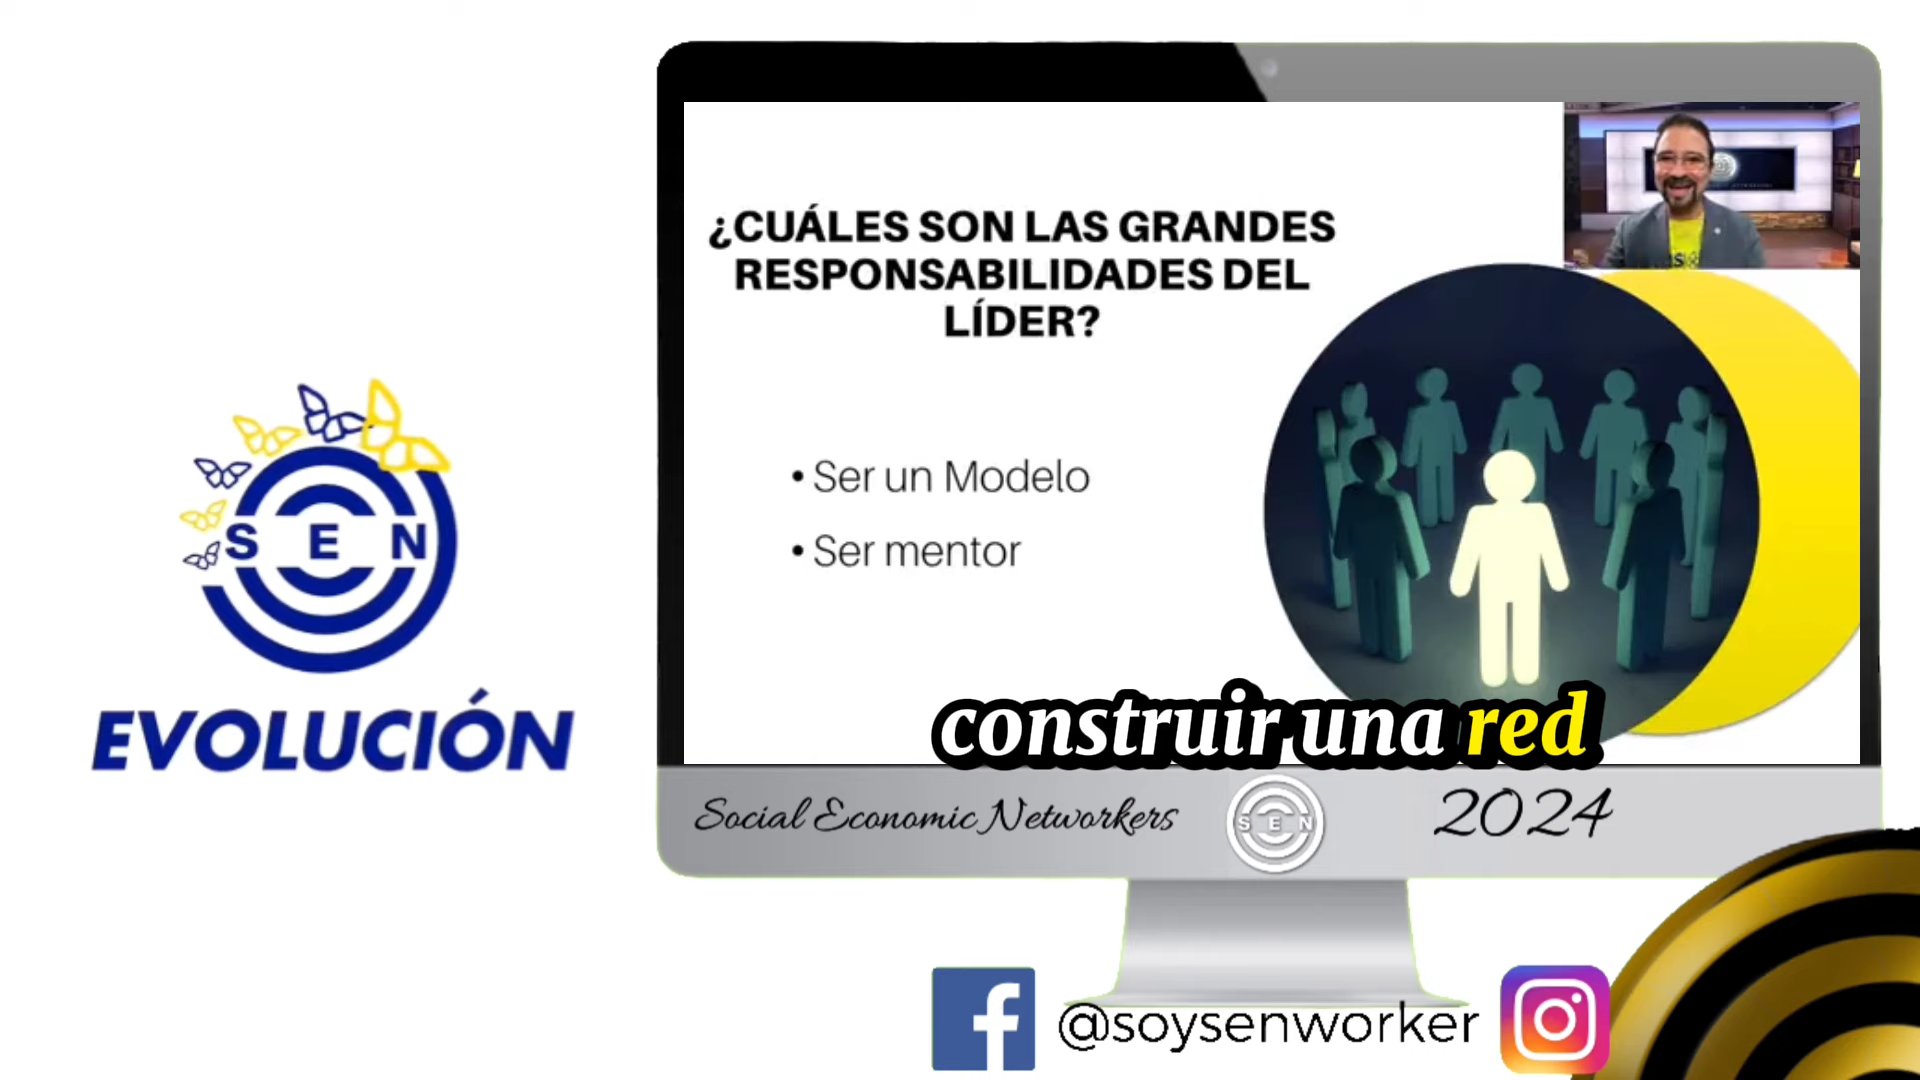 S E N
EVOLUCIÓN
¿CUÁLES SON LAS GRANDES
RESPONSABILIDADES DEL
LÍDER?
• Ser un Modelo
• Ser mentor
construir una red
Social Economic Networkers
S E N
2024
@soysenworker